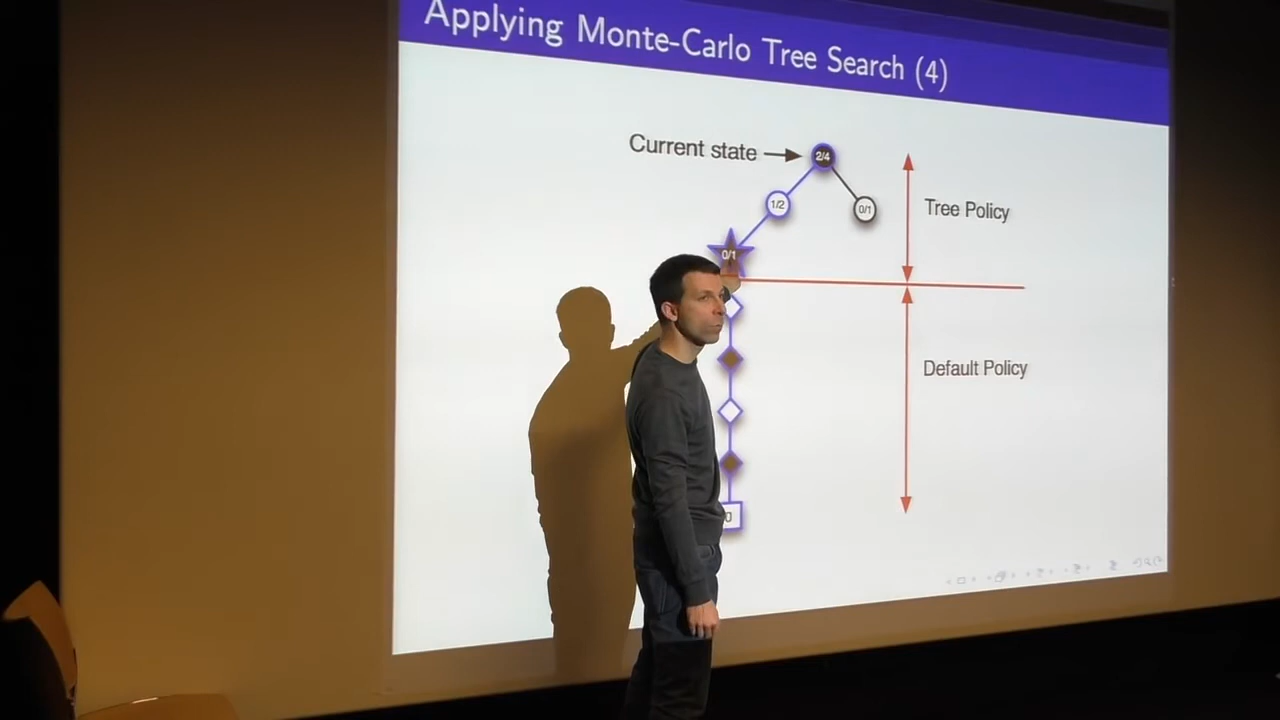 Applying Monte-Carlo Tree Search (4)
Current state
2/4
1/2
0/1
Tree Policy
0/1
Default Policy
0